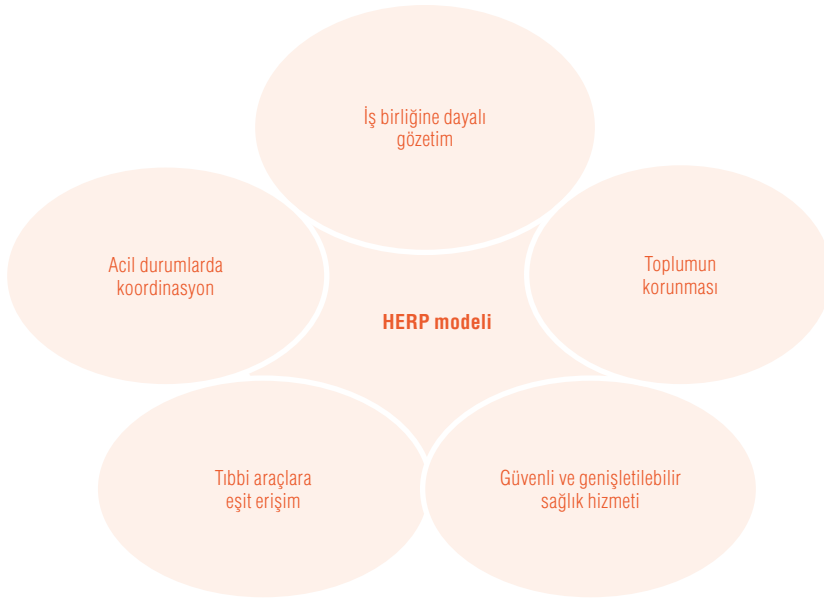 İş birliğine dayalı
gözetim
Acil durumlarda
koordinasyon
Toplumun
korunması
HERP modeli
Tıbbi araçlara
eşit erişim
Güvenli ve genişletilebilir
sağlık hizmeti